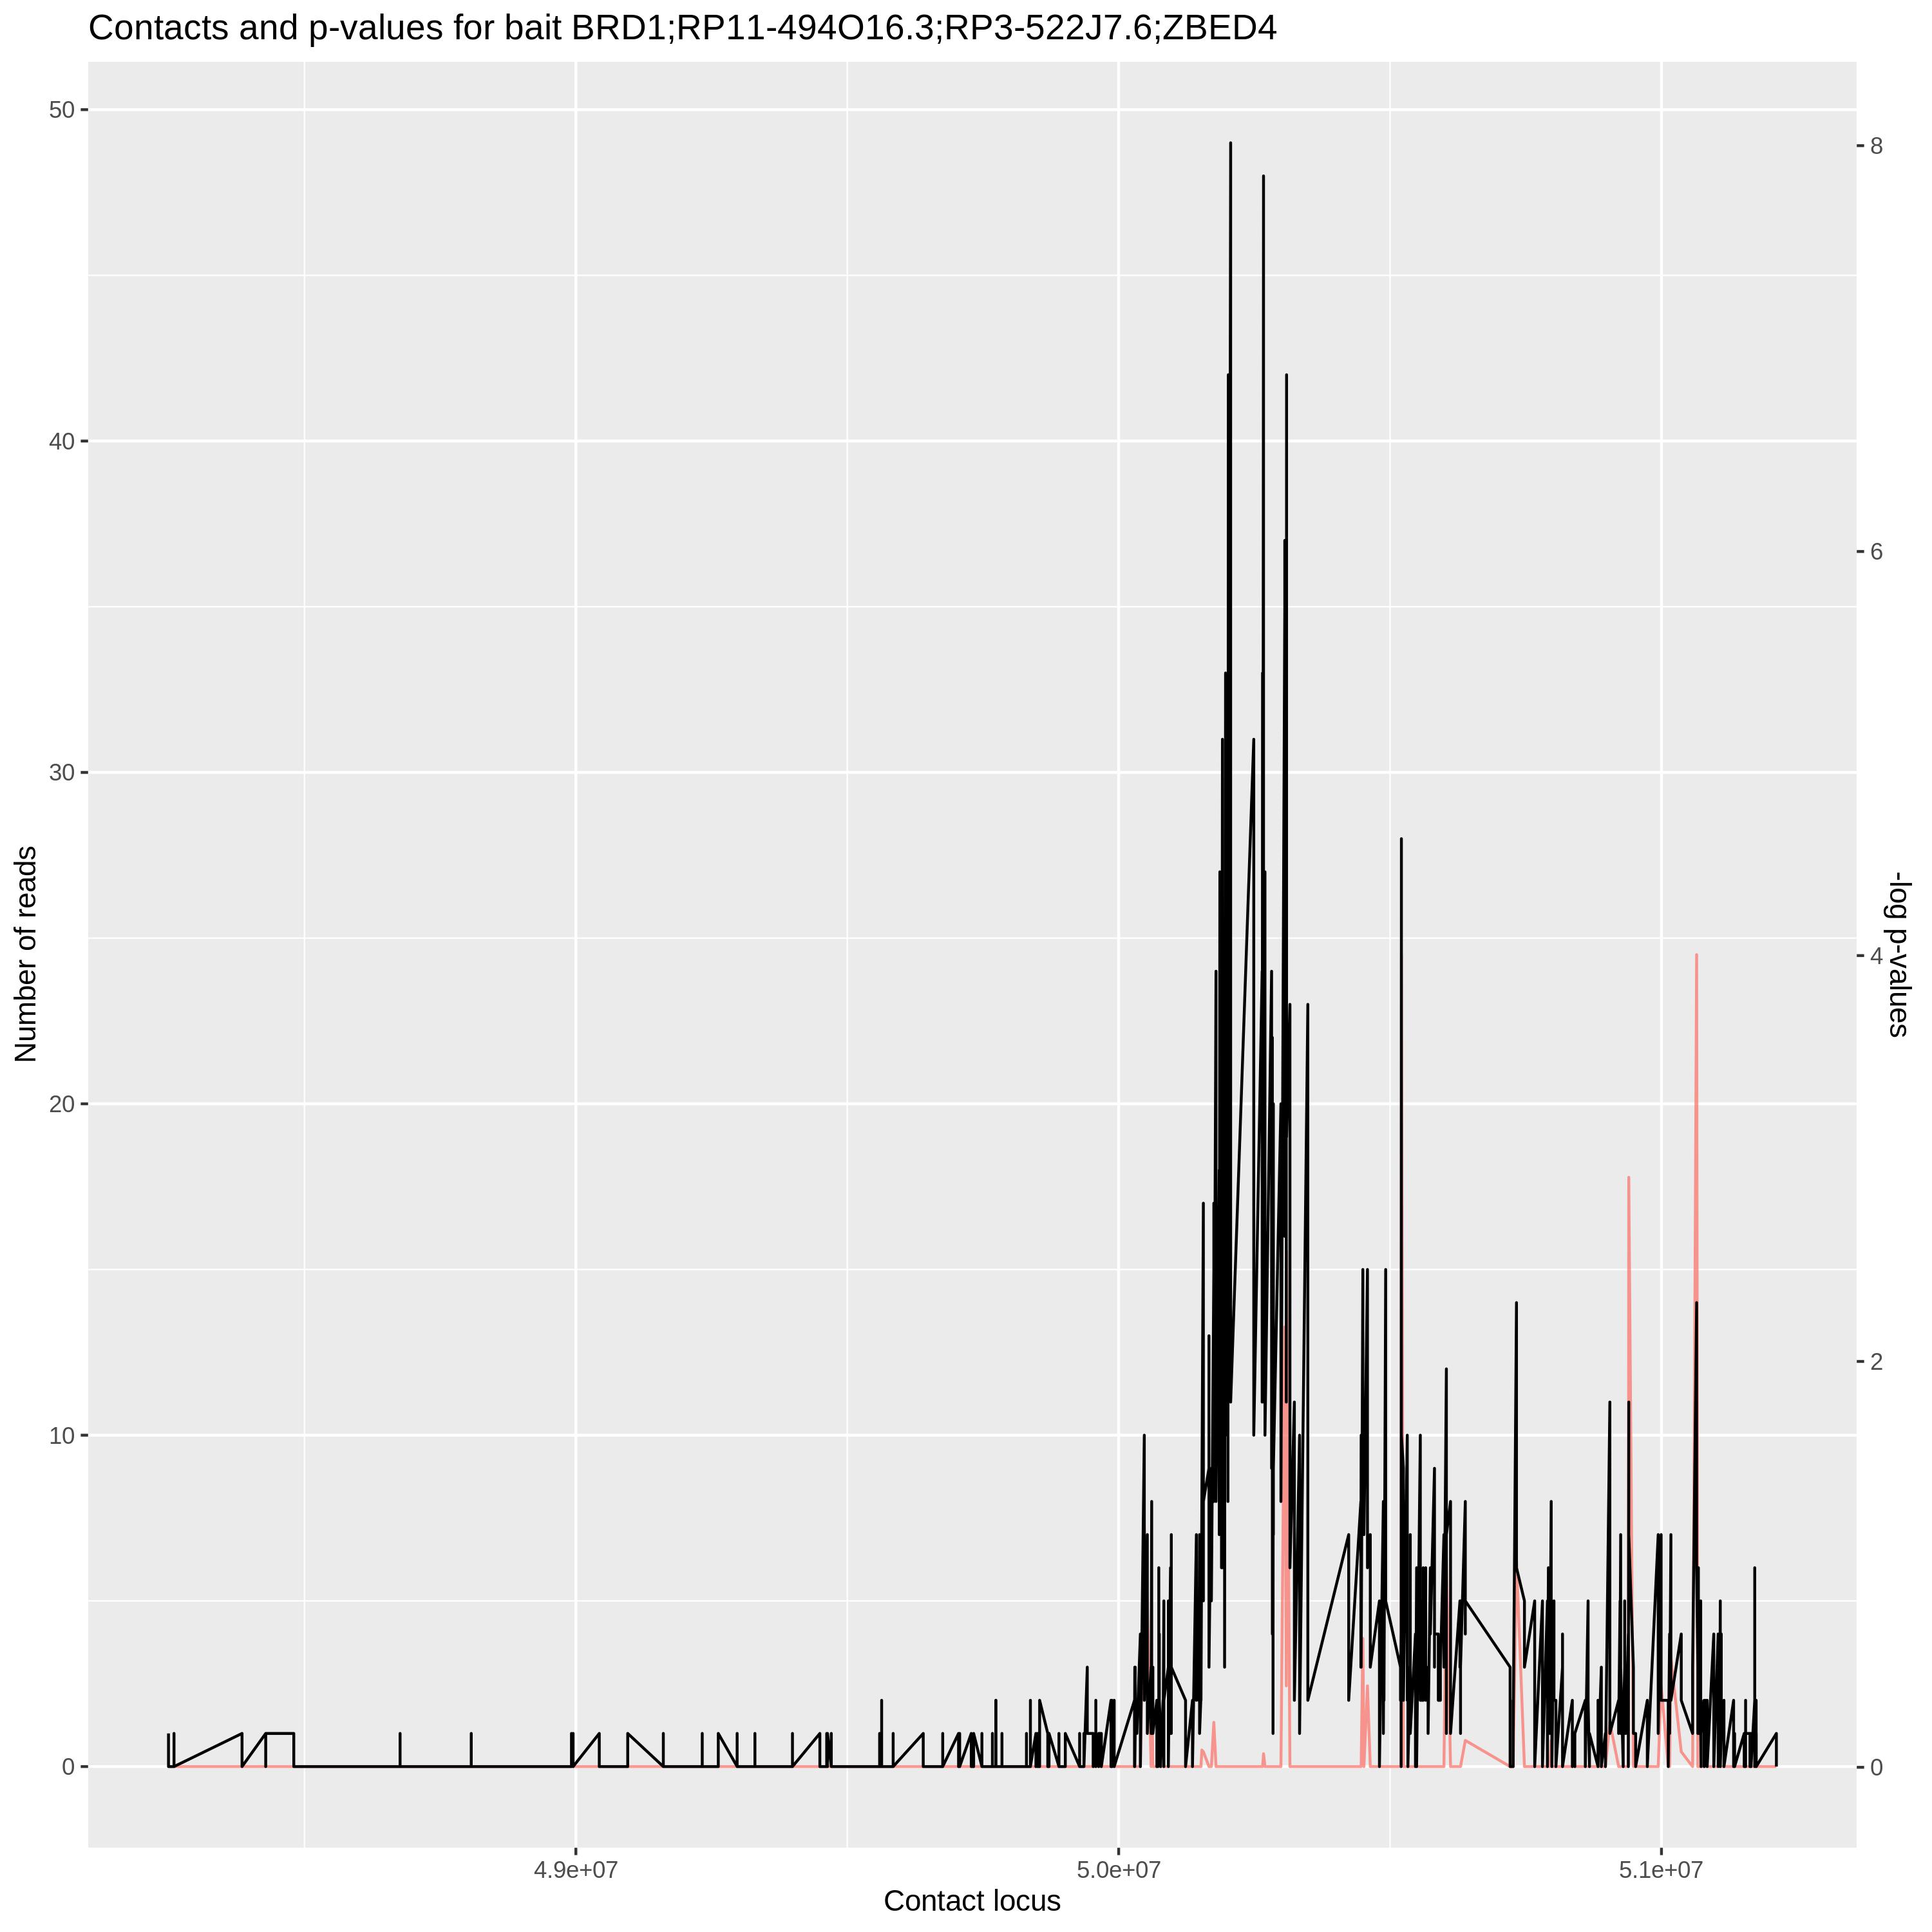 Contacts and p-values for bait BRD1;RP11-494O16.3;RP3-522J7.6;ZBED4
50
40
30
20
10
0
Number of reads
8
6
4
2
0
-log p-values
4.9e+07
5.0e+07
5.1e+07
Contact locus